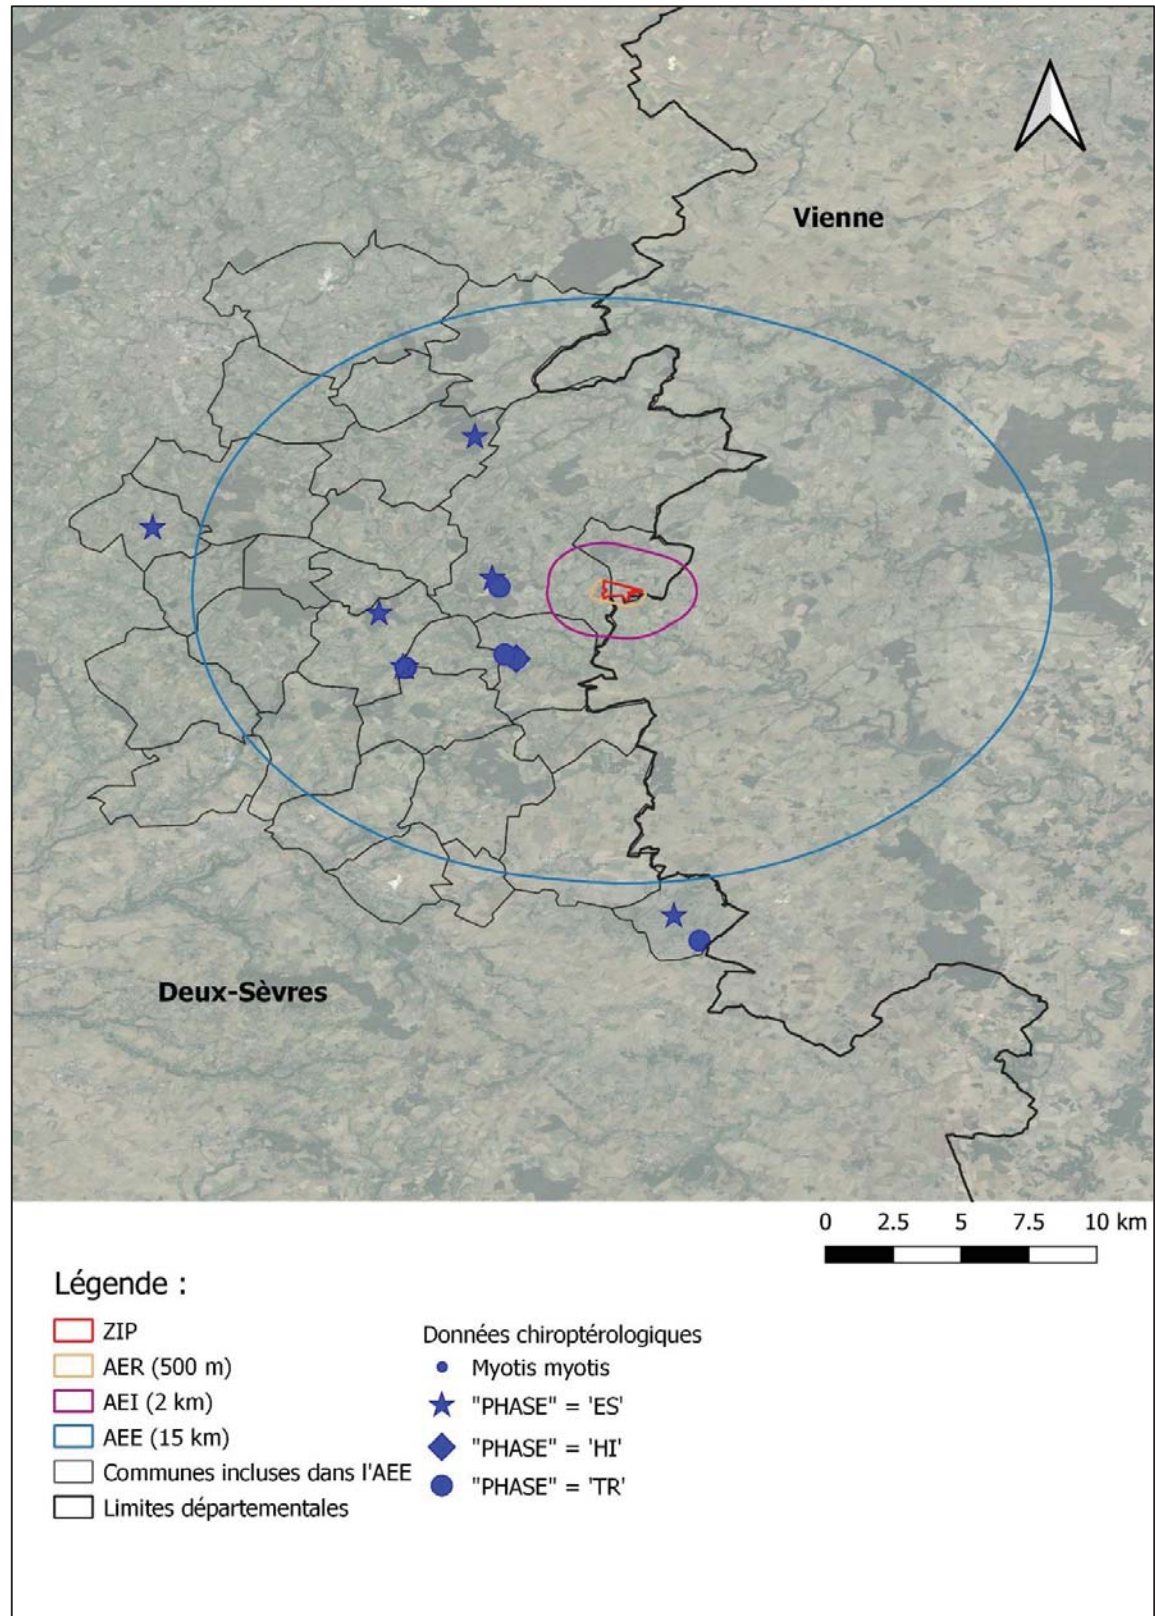 Vienne
Deux-Sèvres
0 2.5 5 7.5 10 km
Légende :
ZIP
AER (500 m)
AEI (2 km)
AEE (15 km)
Communes incluses dans l'AEE
Limites départementales
Données chiroptérologiques
Myotis myotis
"PHASE" = 'ES'
"PHASE" = 'HI'
"PHASE" = 'TR'